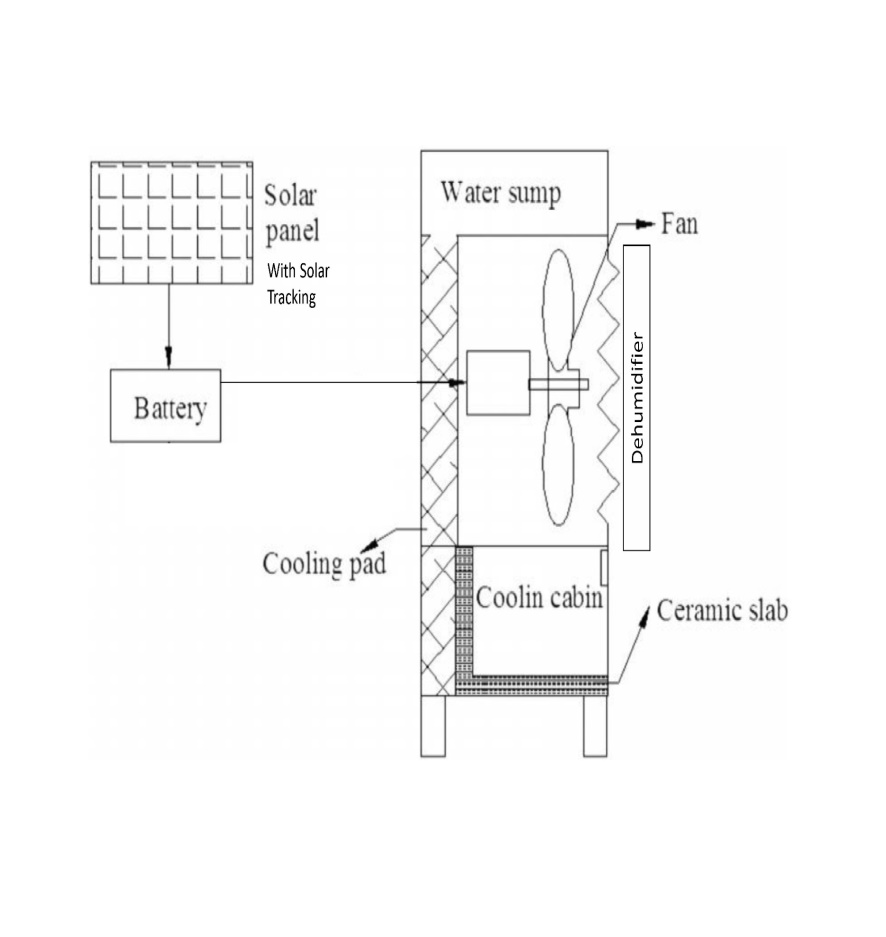 Solar
panel
With Solar
Tracking
Water sump
Fan
Dehumidifier
Battery
Cooling pad
Coolin cabin
Ceramic slab